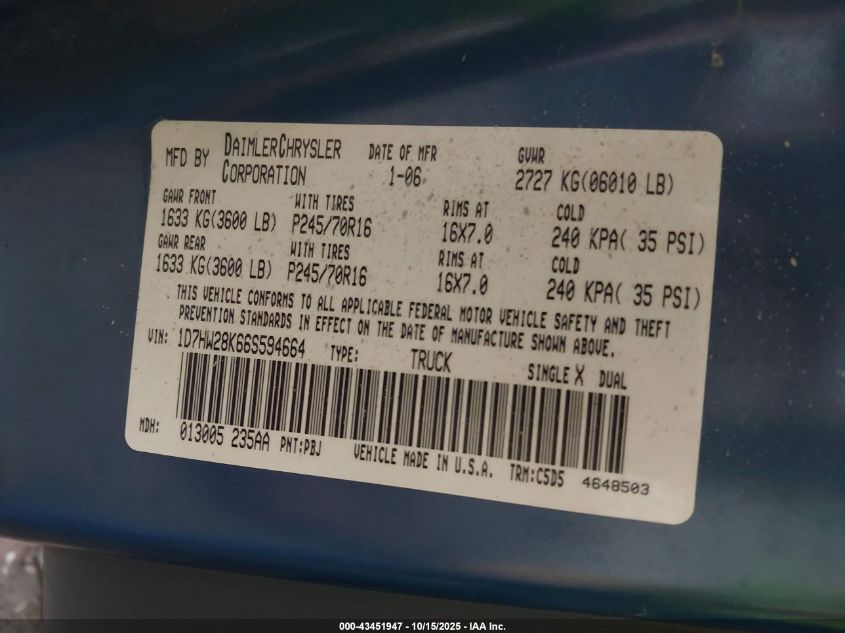 MFD BY DAIMLERCHRYSLER CORPORATION DATE OF MFR 1-06 GVWR 2727 KG(06010 LB)
GAWR FRONT WITH TIRES RIMS AT COLD
1633 KG(3600 LB) P245/70R16 16X7.0 240 KPA( 35 PSI)
GAWR REAR WITH TIRES RIMS AT COLD
1633 KG(3600 LB) P245/70R16 16X7.0 240 KPA( 35 PSI)
THIS VEHICLE CONFORMS TO ALL APPLICABLE FEDERAL MOTOR VEHICLE SAFETY AND THEFT
PREVENTION STANDARDS IN EFFECT ON THE DATE OF MANUFACTURE SHOWN ABOVE.
VIN: 1D7HW28K66S594664 TYPE: TRUCK SINGLE X DUAL
MDH: 013005 235AA PNT:PBJ VEHICLE MADE IN U.S.A. TRM:C5D5 4648503
000-43451947 - 10/15/2025 - IAA Inc.